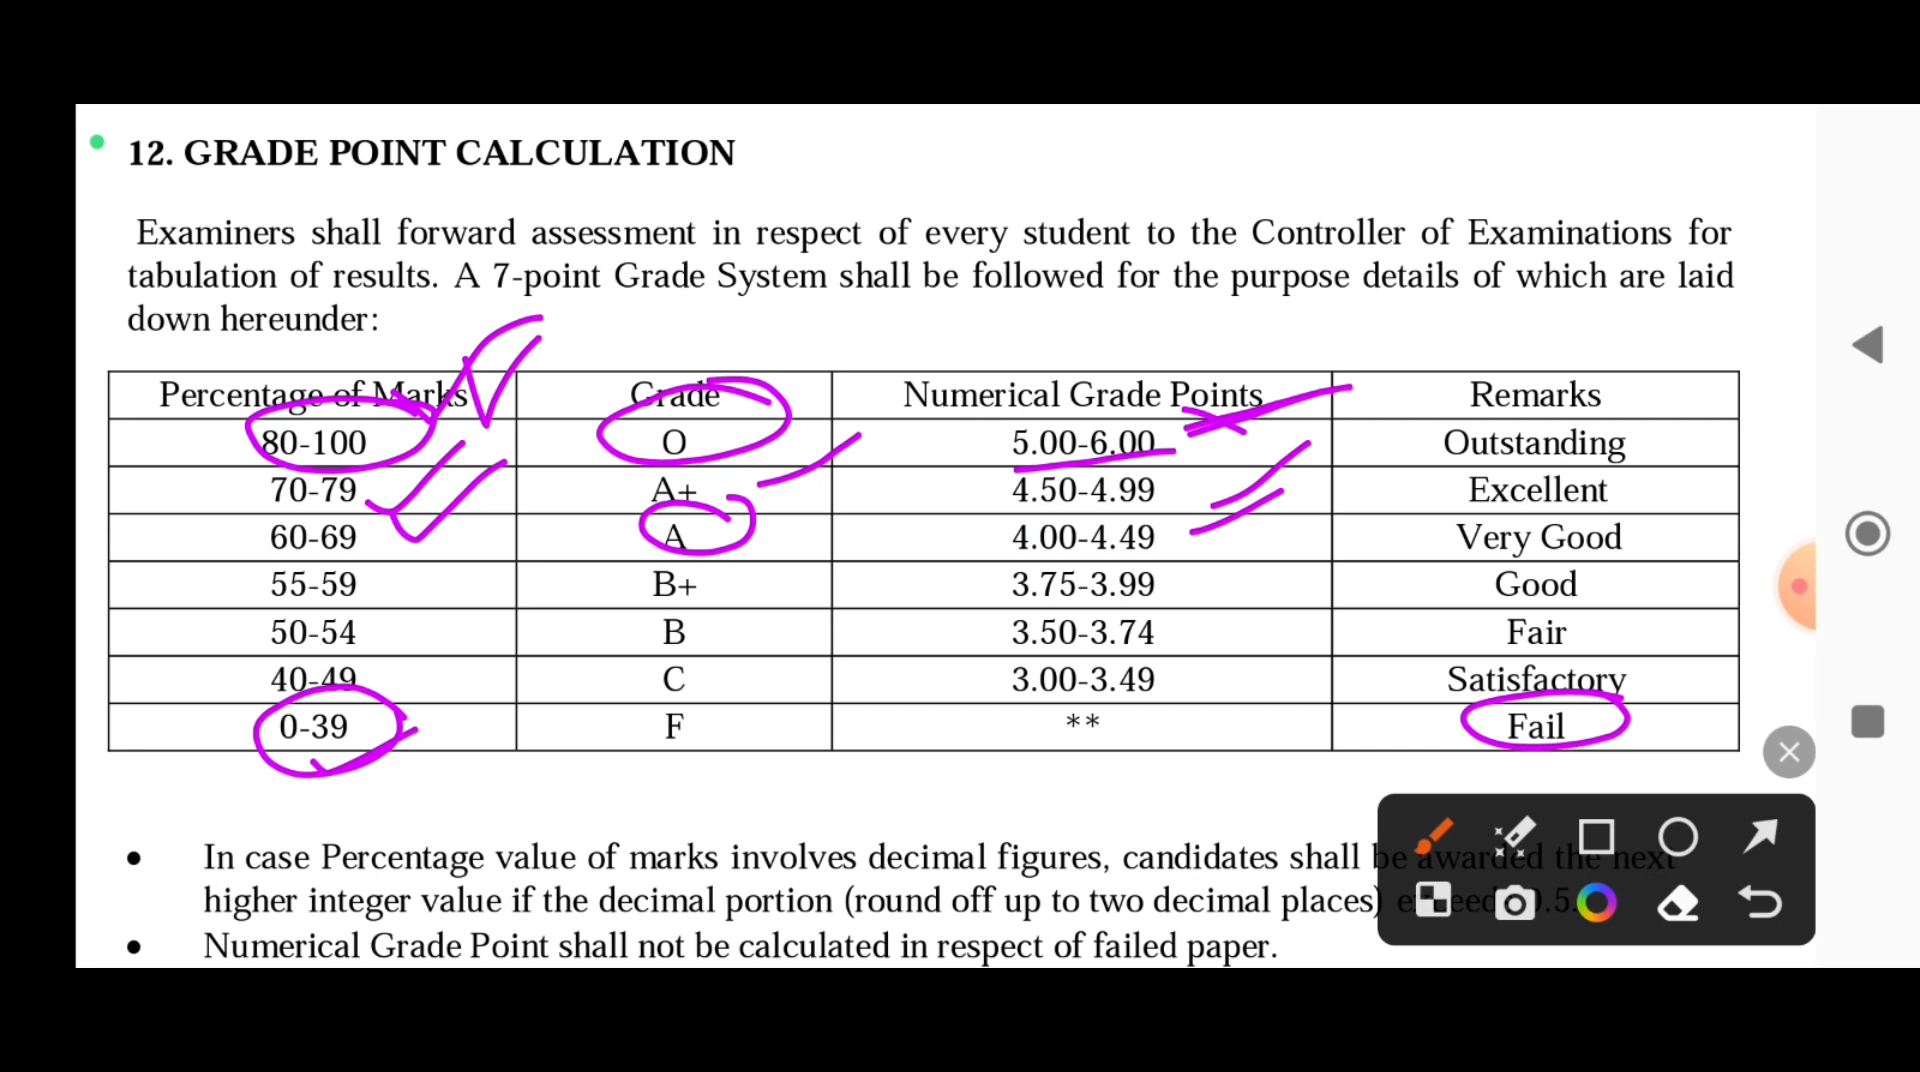 12. GRADE POINT CALCULATION
Examiners shall forward assessment in respect of every student to the Controller of Examinations for
tabulation of results. A 7-point Grade System shall be followed for the purpose details of which are laid
down hereunder:
Percentage of Marks Grade Numerical Grade Points Remarks
80-100 O 5.00-6.00 Outstanding
70-79 A+ 4.50-4.99 Excellent
60-69 A 4.00-4.49 Very Good
55-59 B+ 3.75-3.99 Good
50-54 B 3.50-3.74 Fair
40-49 C 3.00-3.49 Satisfactory
0-39 F ** Fail
• In case Percentage value of marks involves decimal figures, candidates shall be awarded the next
higher integer value if the decimal portion (round off up to two decimal places) 0.5.
• Numerical Grade Point shall not be calculated in respect of failed paper.